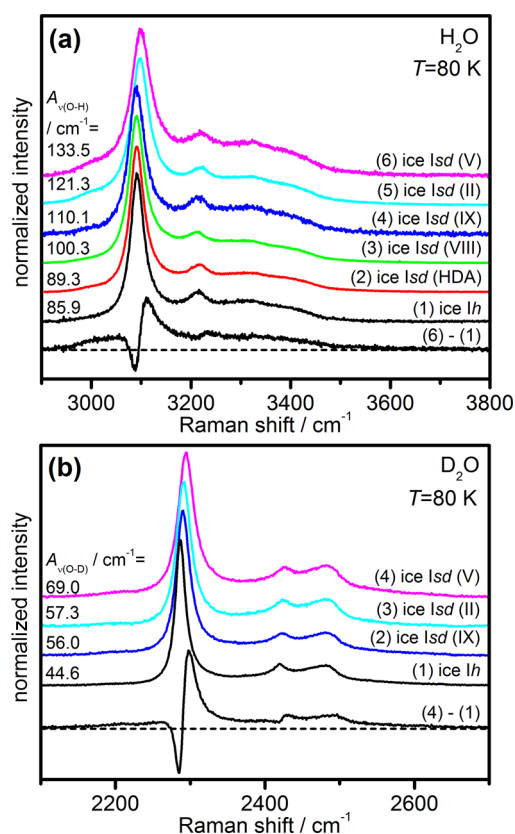 (a)
H2O
T=80 K
Aν(O-H)
/ cm-1=
133.5
(6) ice Isd (V)
121.3
(5) ice Isd (II)
110.1
(4) ice Isd (IX)
100.3
(3) ice Isd (VIII)
89.3
(2) ice Isd (HDA)
85.9
(1) ice Ih
(6) - (1)
normalized intensity
3000 3200 3400 3600 3800
Raman shift / cm-1
(b)
D2O
T=80 K
Aν(O-D) / cm-1=
69.0
(4) ice Isd (V)
57.3
(3) ice Isd (II)
56.0
(2) ice Isd (IX)
44.6
(1) ice Ih
(4) - (1)
normalized intensity
2200 2400 2600
Raman shift / cm-1